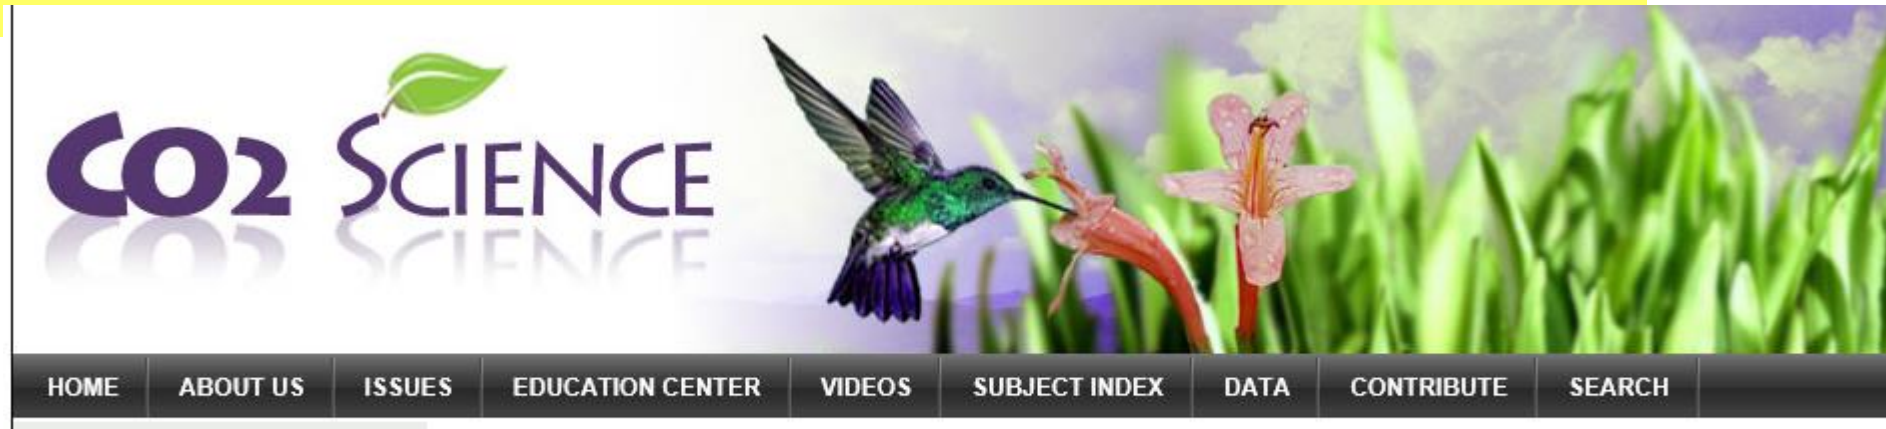 CO2 SCIENCE
HOME ABOUT US ISSUES EDUCATION CENTER VIDEOS SUBJECT INDEX DATA CONTRIBUTE SEARCH